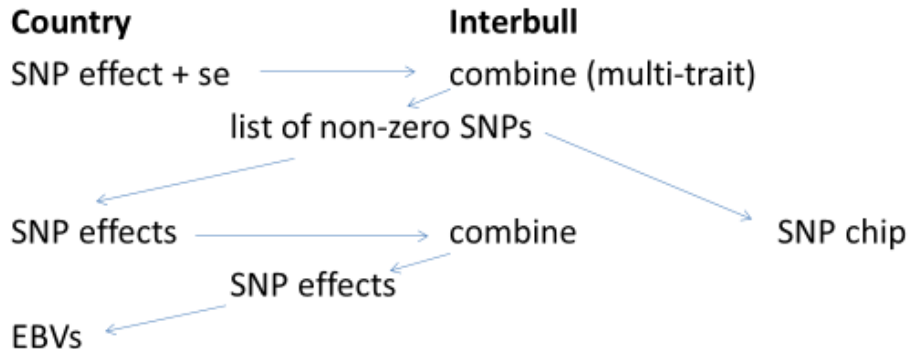 Country Interbull
SNP effect + se combine (multi-trait)
list of non-zero SNPs
SNP effects combine SNP chip
SNP effects
EBVs